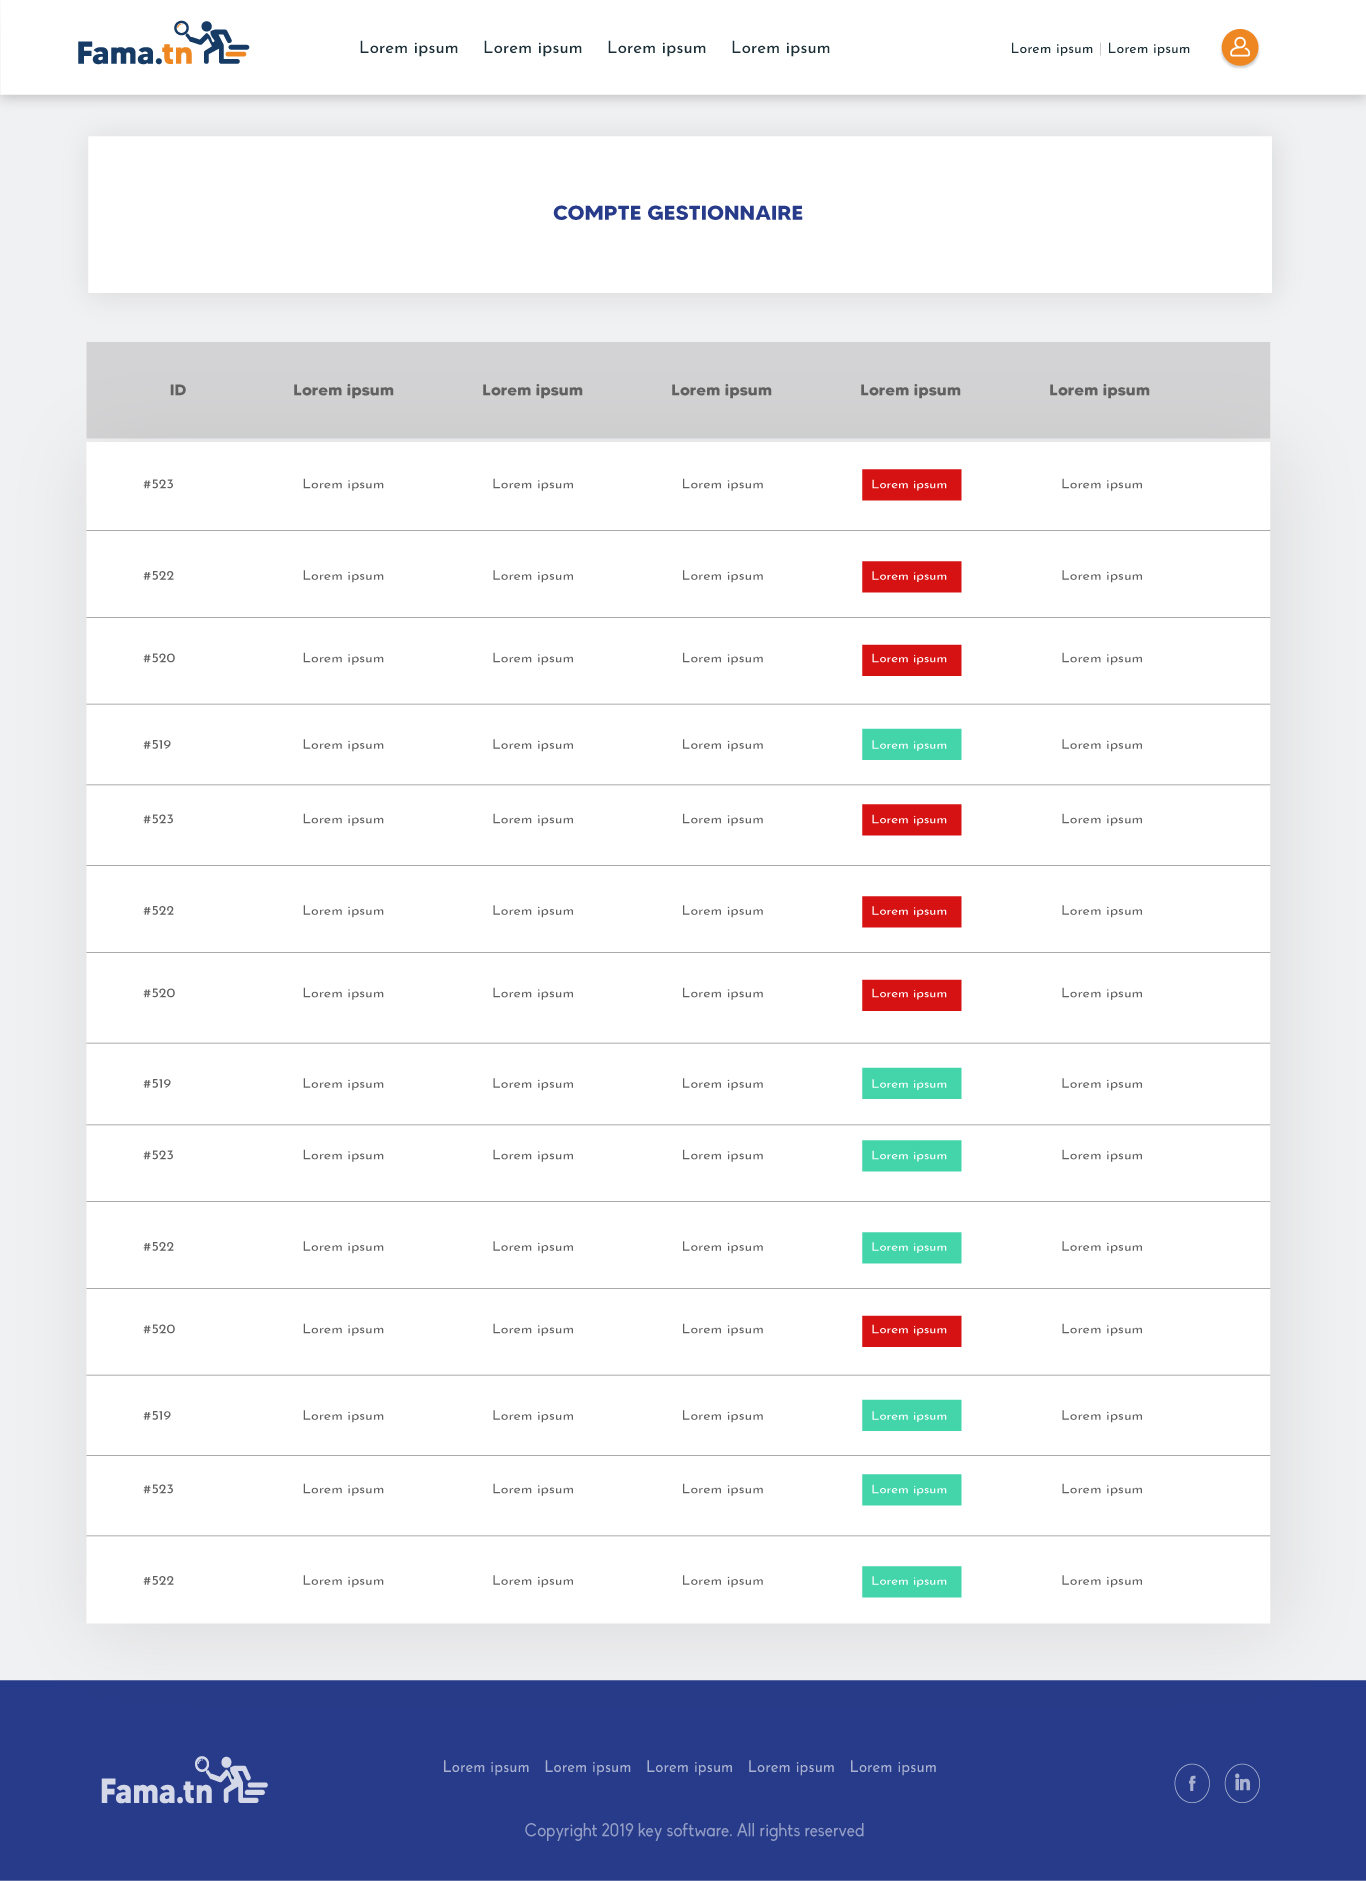 Fama.tn Lorem ipsum Lorem ipsum Lorem ipsum Lorem ipsum Lorem ipsum | Lorem ipsum
COMPTE GESTIONNAIRE
ID Lorem ipsum Lorem ipsum Lorem ipsum Lorem ipsum Lorem ipsum
#523 Lorem ipsum Lorem ipsum Lorem ipsum Lorem ipsum Lorem ipsum
#522 Lorem ipsum Lorem ipsum Lorem ipsum Lorem ipsum Lorem ipsum
#520 Lorem ipsum Lorem ipsum Lorem ipsum Lorem ipsum Lorem ipsum
#519 Lorem ipsum Lorem ipsum Lorem ipsum Lorem ipsum Lorem ipsum
#523 Lorem ipsum Lorem ipsum Lorem ipsum Lorem ipsum Lorem ipsum
#522 Lorem ipsum Lorem ipsum Lorem ipsum Lorem ipsum Lorem ipsum
#520 Lorem ipsum Lorem ipsum Lorem ipsum Lorem ipsum Lorem ipsum
#519 Lorem ipsum Lorem ipsum Lorem ipsum Lorem ipsum Lorem ipsum
#523 Lorem ipsum Lorem ipsum Lorem ipsum Lorem ipsum Lorem ipsum
#522 Lorem ipsum Lorem ipsum Lorem ipsum Lorem ipsum Lorem ipsum
#520 Lorem ipsum Lorem ipsum Lorem ipsum Lorem ipsum Lorem ipsum
#519 Lorem ipsum Lorem ipsum Lorem ipsum Lorem ipsum Lorem ipsum
#523 Lorem ipsum Lorem ipsum Lorem ipsum Lorem ipsum Lorem ipsum
#522 Lorem ipsum Lorem ipsum Lorem ipsum Lorem ipsum Lorem ipsum
Lorem ipsum Lorem ipsum Lorem ipsum Lorem ipsum Lorem ipsum
Fama.tn f in
Copyright 2019 key software. All rights reserved